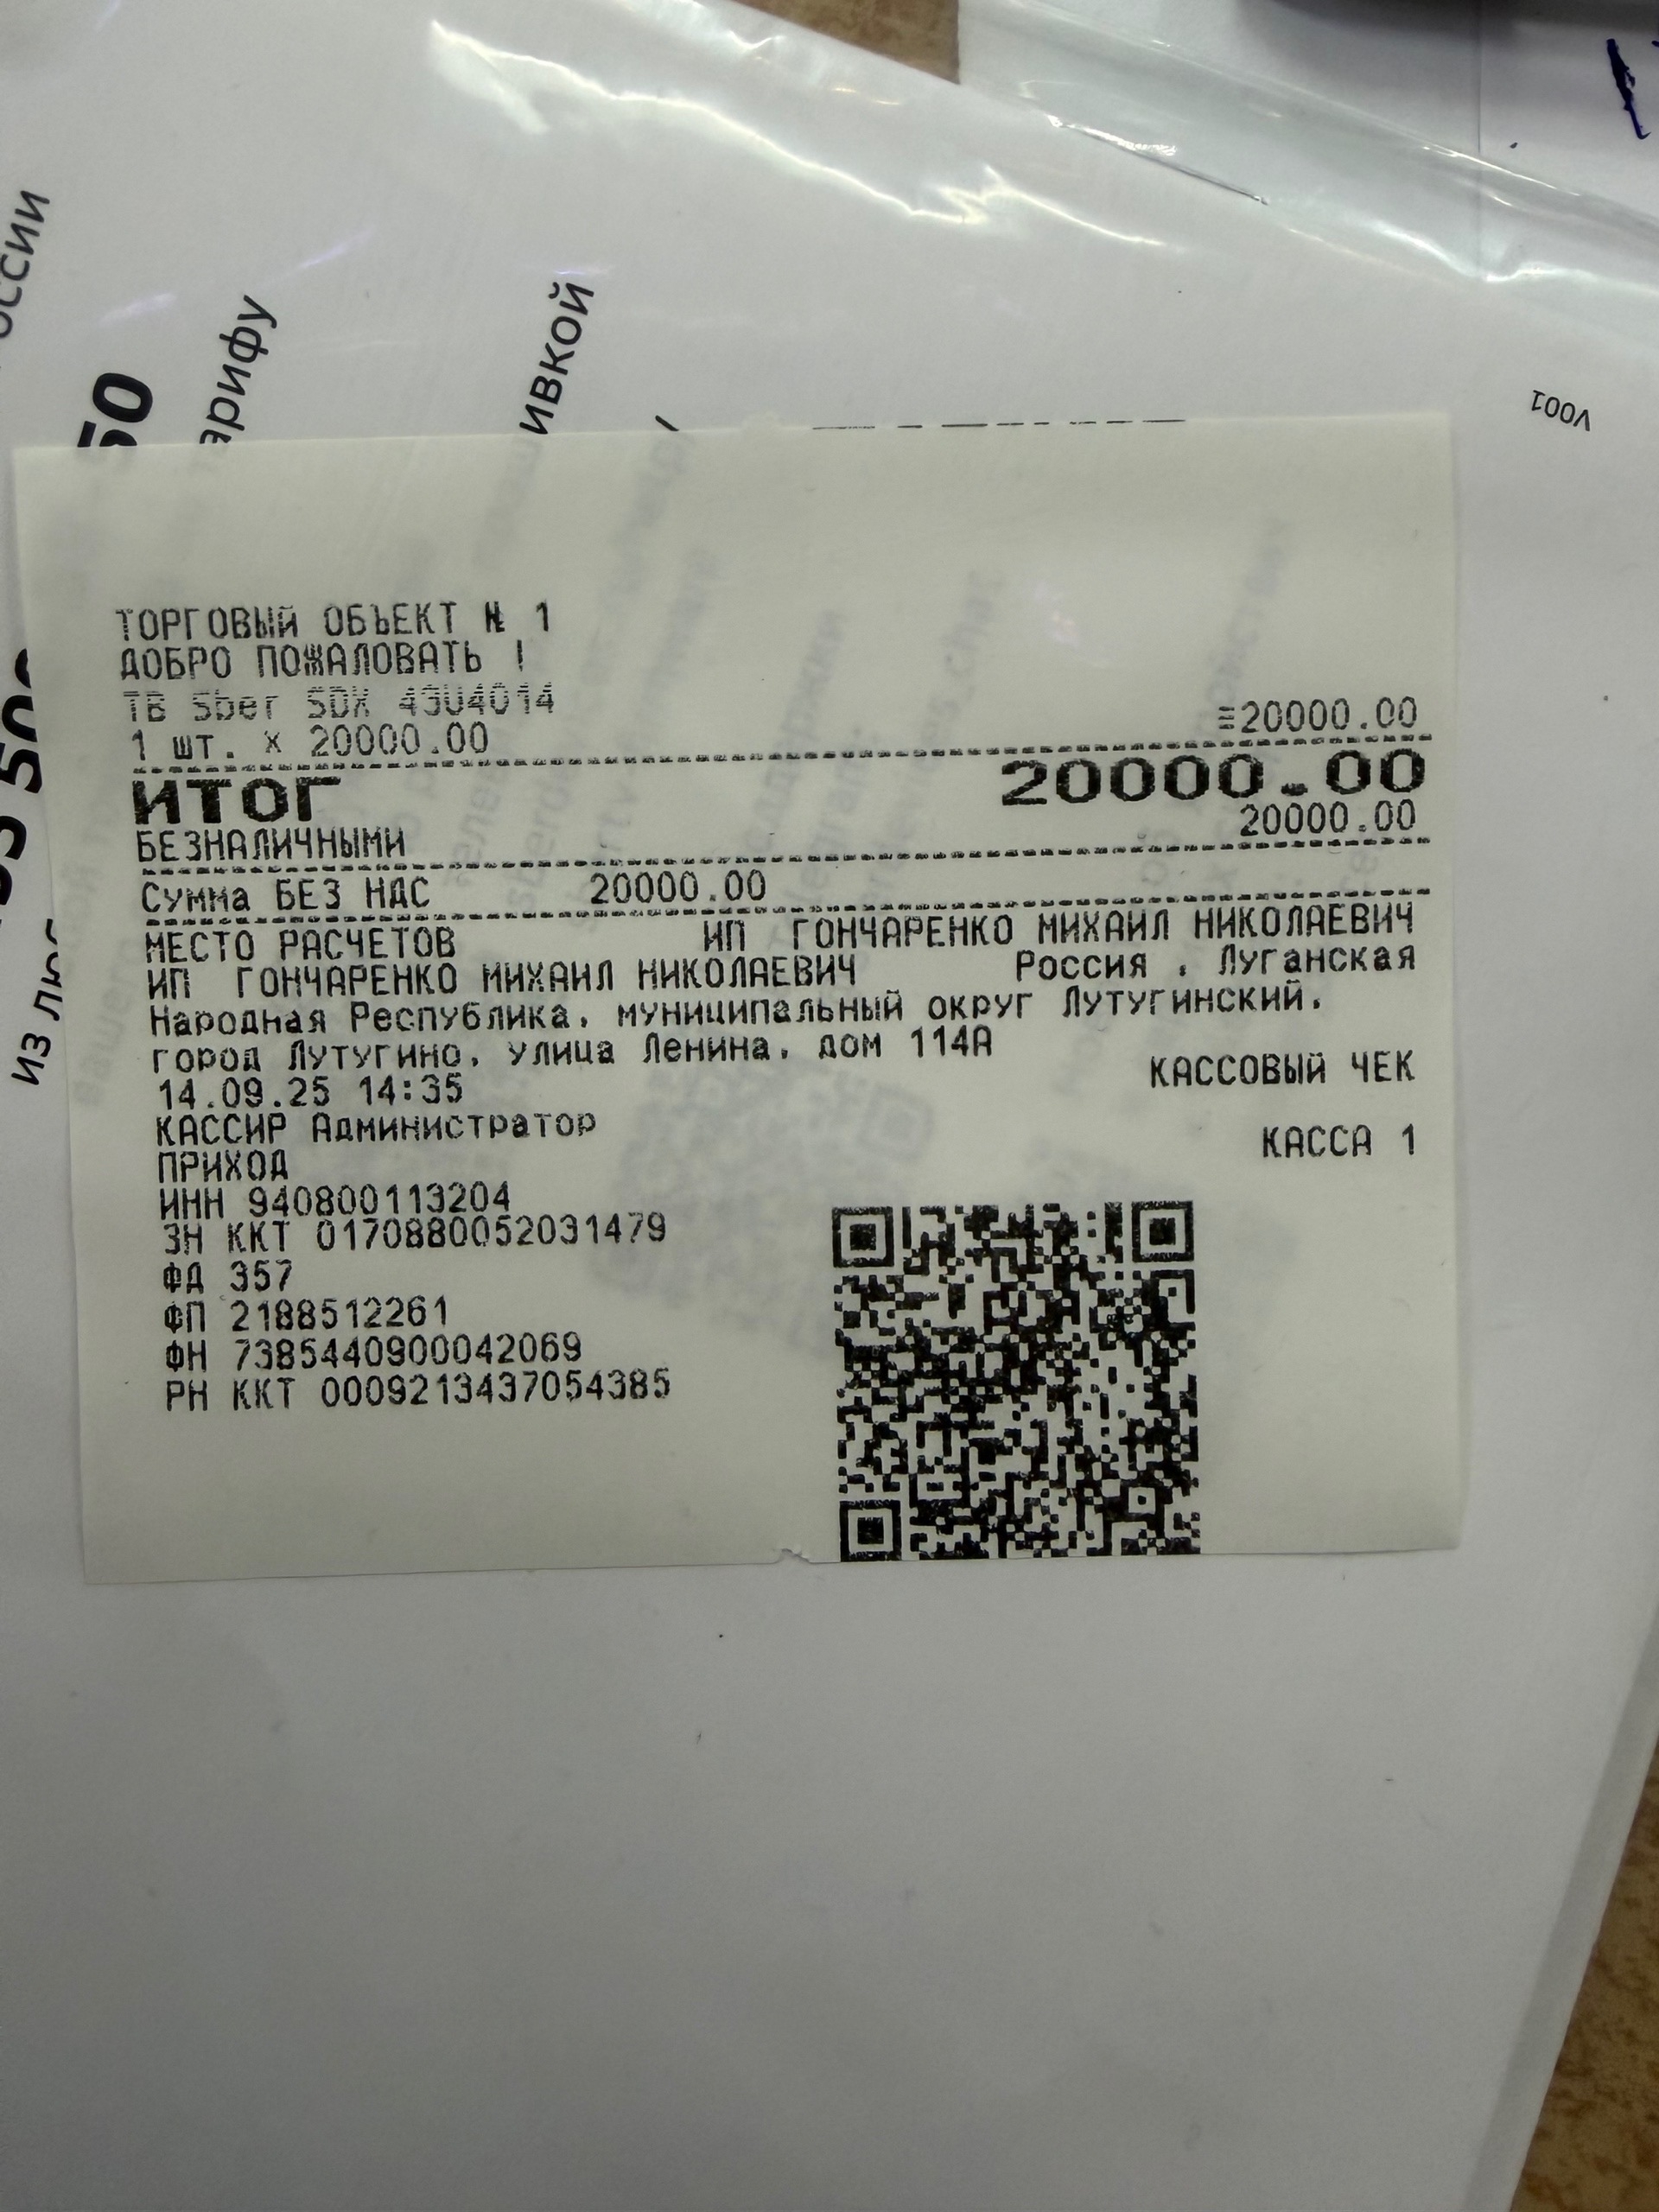 арифу
ивкой
V001
ТОРГОВЫЙ ОБЪЕКТ № 1
ДОБРО ПОЖАЛОВАТЬ !
ТВ Sber SDX 43U4014
1 шт. x 20000.00 ≡20000.00
ИТОГ 20000.00
БЕЗНАЛИЧНЫМИ 20000.00
Сумма БЕЗ НДС 20000.00
МЕСТО РАСЧЕТОВ ИП ГОНЧАРЕНКО МИХАИЛ НИКОЛАЕВИЧ
ИП ГОНЧАРЕНКО МИХАИЛ НИКОЛАЕВИЧ Россия , Луганская
Народная Республика, муниципальный округ Лутугинский,
город Лутугино, улица Ленина, дом 114А
14.09.25 14:35 КАССОВЫЙ ЧЕК
КАССИР Администратор
ПРИХОД КАССА 1
ИНН 940800113204
ЗН ККТ 0170880052031479
ФД 357
ФП 2188512261
ФН 7385440900042069
РН ККТ 0009213437054385